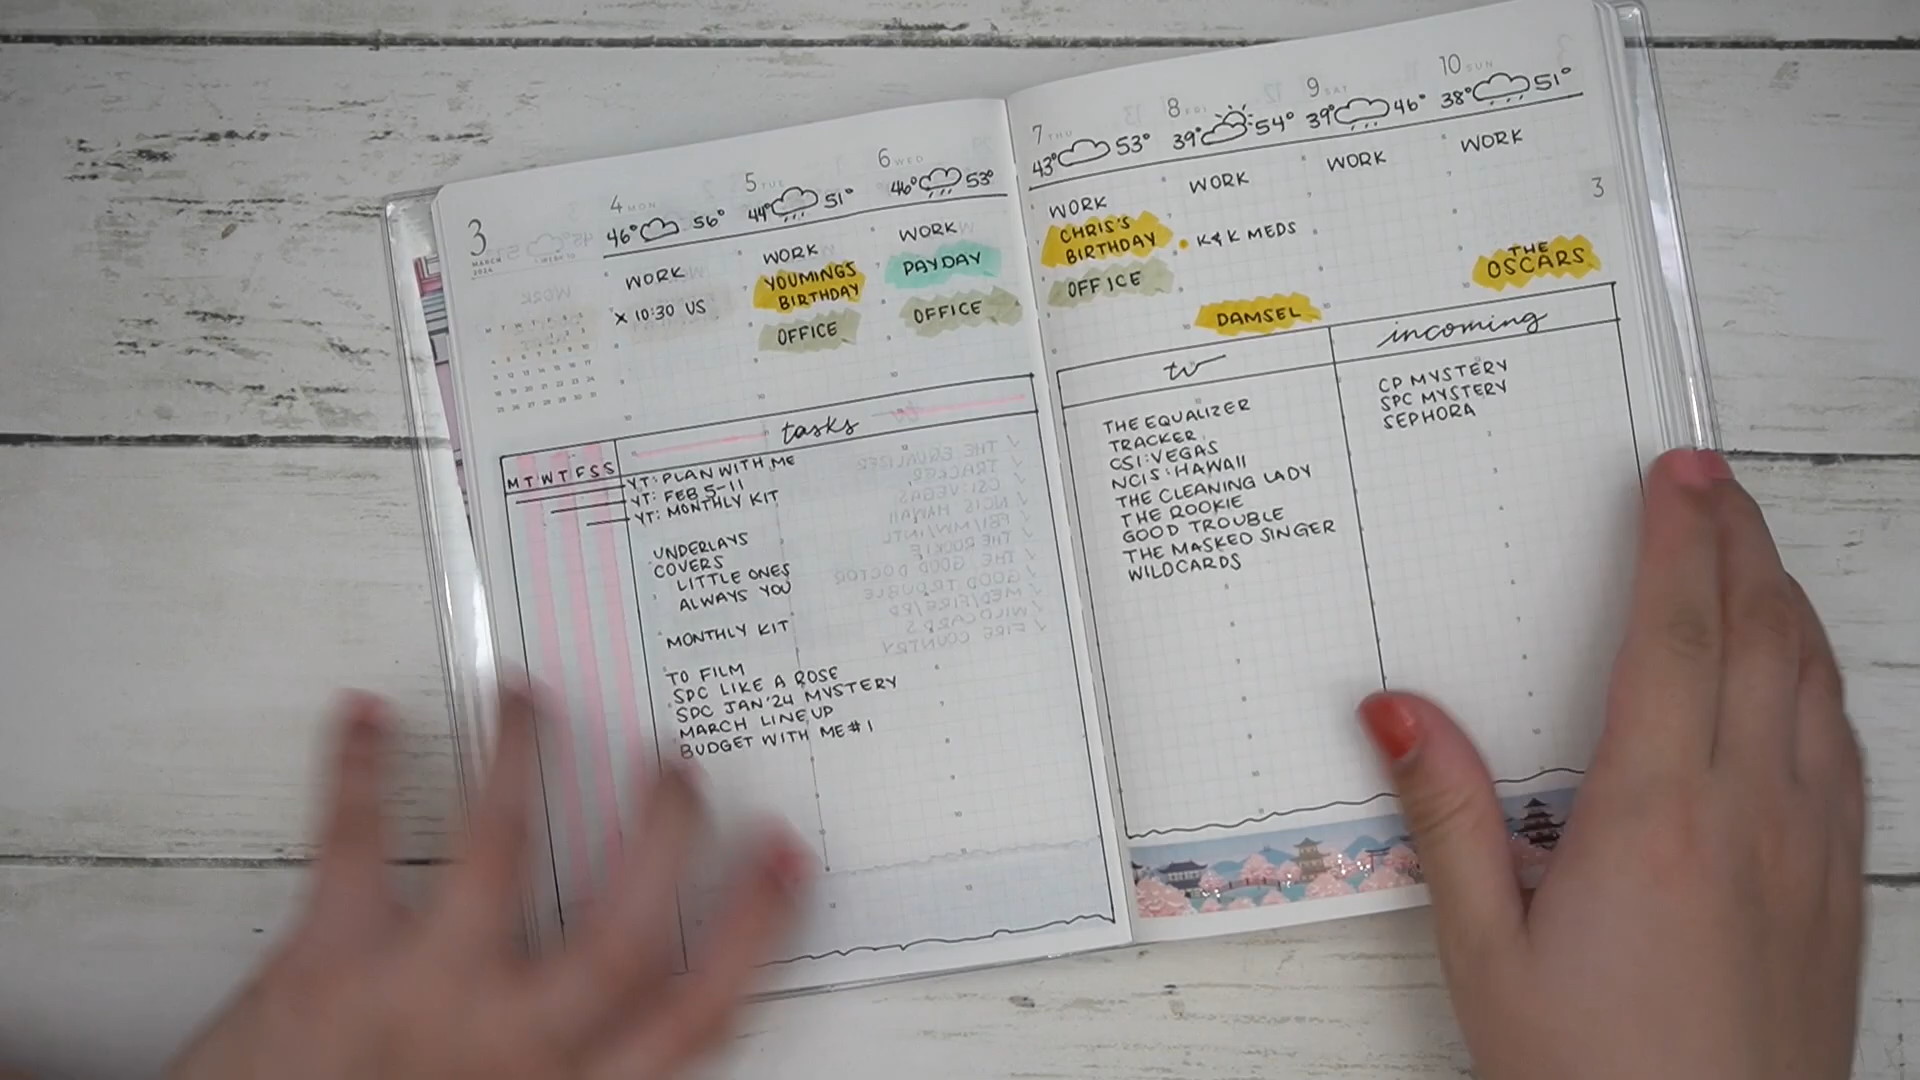 3
MARCH
2024
4 MON
46° 56°
WORK
X 10:30 US
5 TUE
44° 51°
WORK
YOUMINGS
BIRTHDAY
OFFICE
6 WED
46° 53°
WORK
PAYDAY
OFFICE
7 THU
43° 53°
WORK
CHRIS'S
BIRTHDAY
OFFICE
8 FRI
39° 54°
WORK
K&K MEDS
DAMSEL
9 SAT
39° 46°
WORK
10 SUN
38° 51°
WORK
THE
OSCARS
3
tasks
M T W T F S S
YT: PLAN WITH ME
YT: FEB 5-11
YT: MONTHLY KIT
UNDERLAYS
COVERS
LITTLE ONES
ALWAYS YOU
MONTHLY KIT
TO FILM
SPC LIKE A ROSE
SPC JAN '24 MYSTERY
MARCH LINEUP
BUDGET WITH ME #1
tv
THE EQUALIZER
TRACKER
CSI: VEGAS
NCIS: HAWAII
THE CLEANING LADY
THE ROOKIE
GOOD TROUBLE
THE MASKED SINGER
WILDCARDS
incoming
CP MYSTERY
SPC MYSTERY
SEPHORA